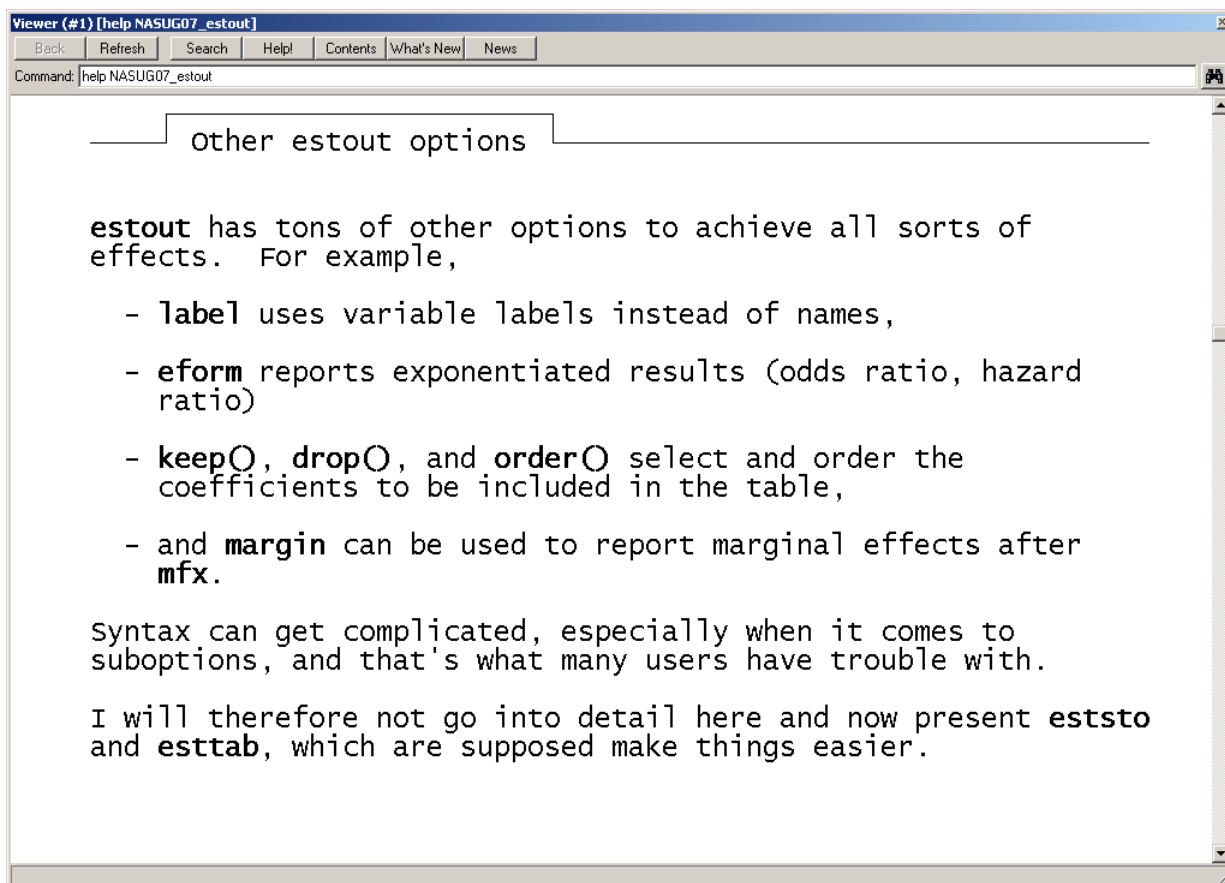 Viewer (#1) [help NASUG07_estout]
Back Refresh Search Help! Contents What's New News
Command: help NASUG07_estout
Other estout options
estout has tons of other options to achieve all sorts of
effects.  For example,
- label uses variable labels instead of names,
- eform reports exponentiated results (odds ratio, hazard
ratio)
- keep(), drop(), and order() select and order the
coefficients to be included in the table,
- and margin can be used to report marginal effects after
mfx.
Syntax can get complicated, especially when it comes to
suboptions, and that's what many users have trouble with.
I will therefore not go into detail here and now present eststo
and esttab, which are supposed make things easier.